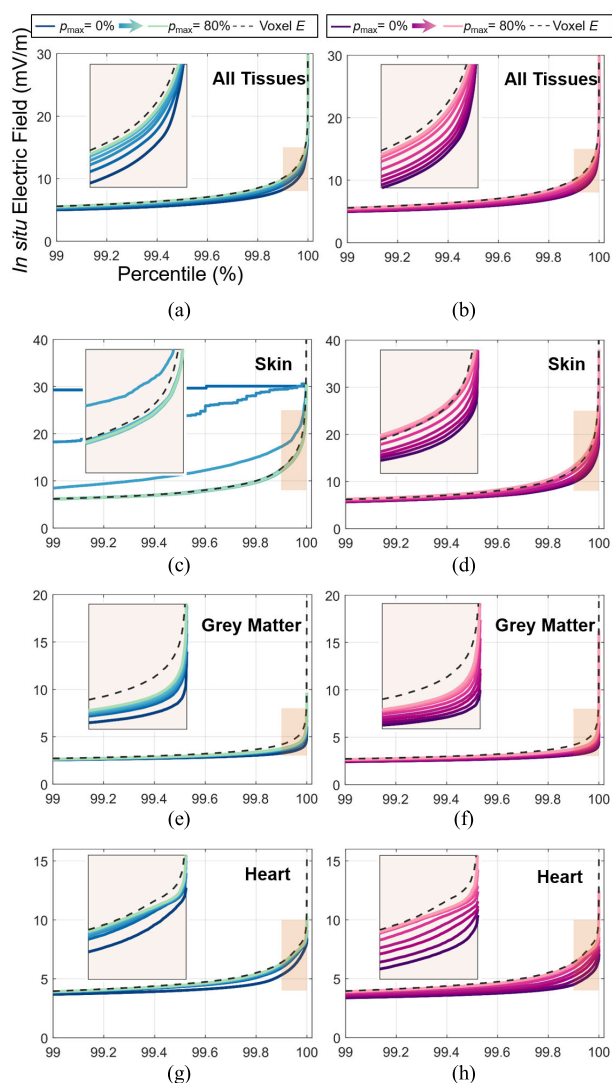 p_max= 0% p_max= 80% Voxel E
p_max= 0% p_max= 80% Voxel E
In situ Electric Field (mV/m)
30
20
10
0
All Tissues
99 99.2 99.4 99.6 99.8 100
Percentile (%)
(a)
30
20
10
0
All Tissues
99 99.2 99.4 99.6 99.8 100
(b)
40
30
20
10
0
Skin
99 99.2 99.4 99.6 99.8 100
(c)
40
30
20
10
0
Skin
99 99.2 99.4 99.6 99.8 100
(d)
20
15
10
5
0
Grey Matter
99 99.2 99.4 99.6 99.8 100
(e)
20
15
10
5
0
Grey Matter
99 99.2 99.4 99.6 99.8 100
(f)
15
10
5
0
Heart
99 99.2 99.4 99.6 99.8 100
(g)
15
10
5
0
Heart
99 99.2 99.4 99.6 99.8 100
(h)